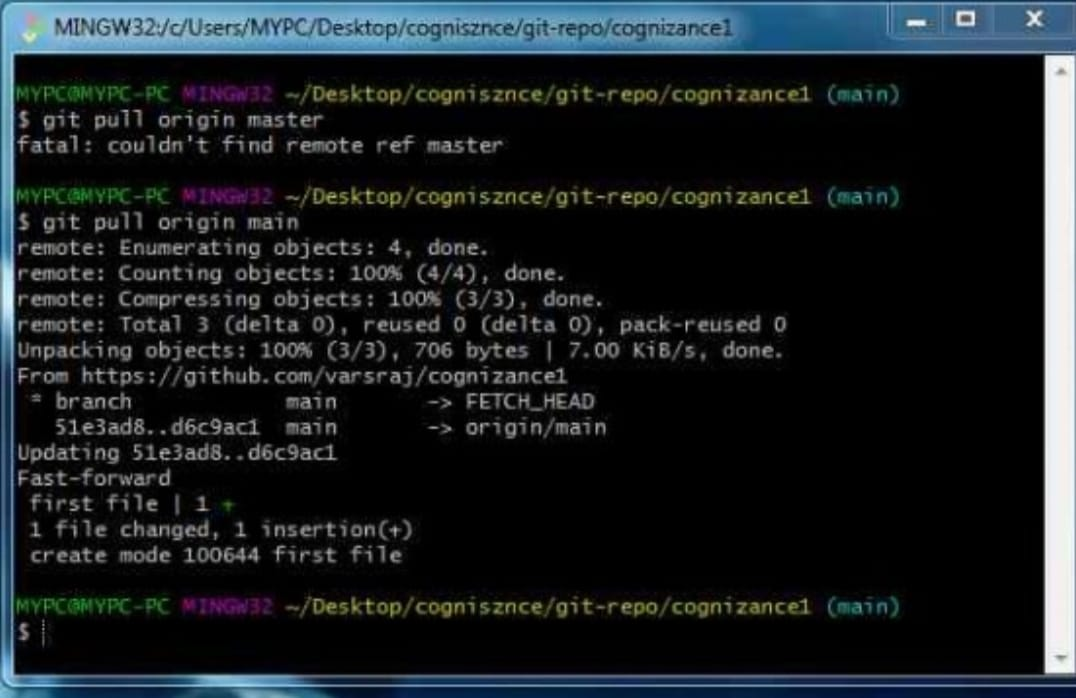 MINGW32:/c/Users/MYPC/Desktop/cognisznce/git-repo/cognizance1
MYPC@MYPC-PC MINGW32 ~/Desktop/cognisznce/git-repo/cognizance1 (main)
$ git pull origin master
fatal: couldn't find remote ref master
MYPC@MYPC-PC MINGW32 ~/Desktop/cognisznce/git-repo/cognizance1 (main)
$ git pull origin main
remote: Enumerating objects: 4, done.
remote: Counting objects: 100% (4/4), done.
remote: Compressing objects: 100% (3/3), done.
remote: Total 3 (delta 0), reused 0 (delta 0), pack-reused 0
Unpacking objects: 100% (3/3), 706 bytes | 7.00 KiB/s, done.
From https://github.com/varsraj/cognizance1
 * branch            main       -> FETCH_HEAD
   51e3ad8..d6c9ac1  main       -> origin/main
Updating 51e3ad8..d6c9ac1
Fast-forward
 first file | 1 +
 1 file changed, 1 insertion(+)
 create mode 100644 first file
MYPC@MYPC-PC MINGW32 ~/Desktop/cognisznce/git-repo/cognizance1 (main)
$